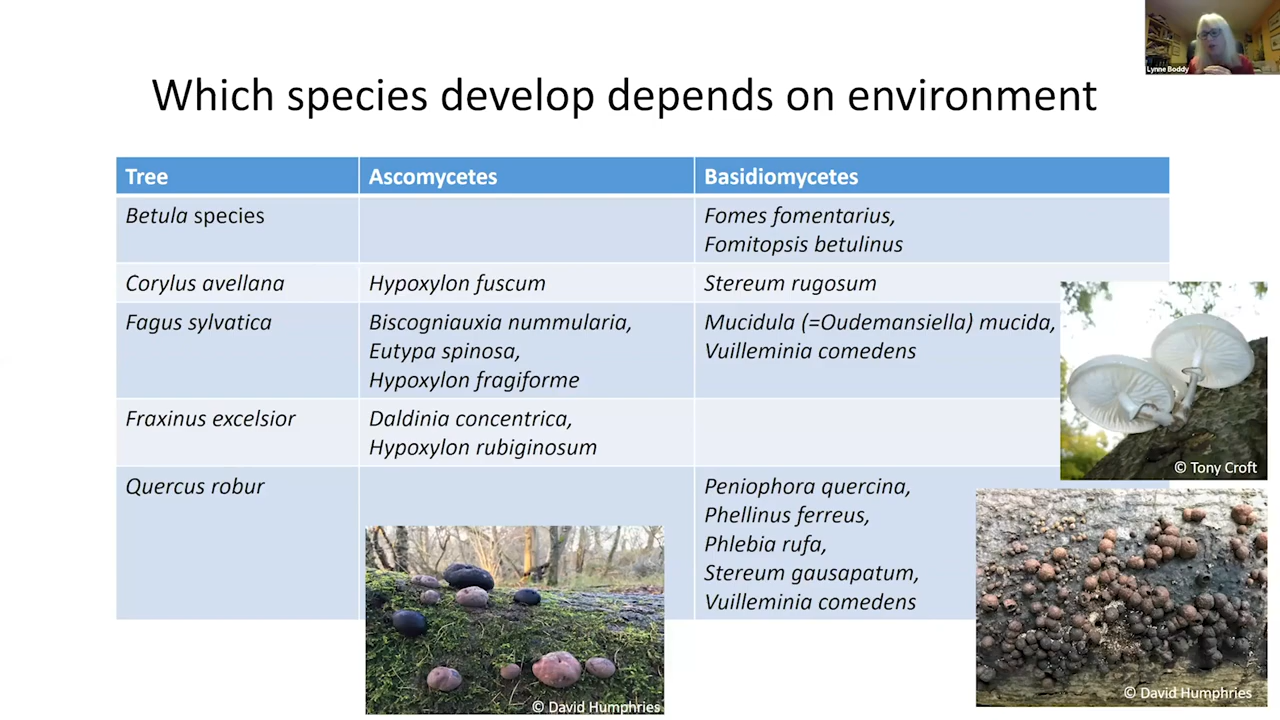 Lynne Boddy
Which species develop depends on environment
Tree
Ascomycetes
Basidiomycetes
Betula species
Fomes fomentarius,
Fomitopsis betulinus
Corylus avellana
Hypoxylon fuscum
Stereum rugosum
Fagus sylvatica
Biscogniauxia nummularia,
Eutypa spinosa,
Hypoxylon fragiforme
Mucidula (=Oudemansiella) mucida,
Vuilleminia comedens
Fraxinus excelsior
Daldinia concentrica,
Hypoxylon rubiginosum
© Tony Croft
Quercus robur
Peniophora quercina,
Phellinus ferreus,
Phlebia rufa,
Stereum gausapatum,
Vuilleminia comedens
© David Humphries
© David Humphries